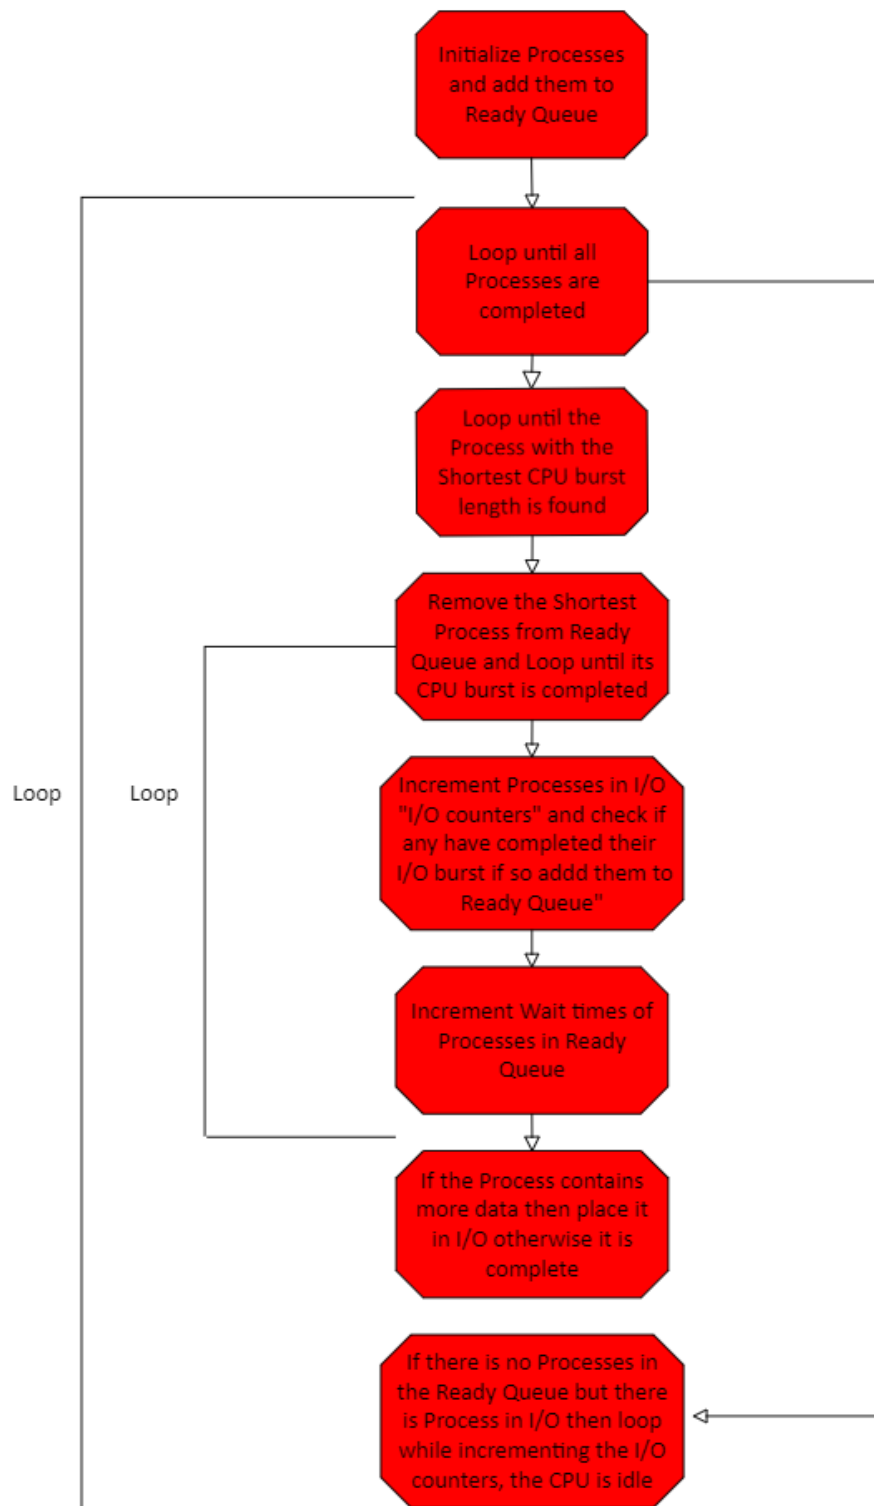 Initialize Processes
and add them to
Ready Queue
Loop until all
Processes are
completed
Loop until the
Process with the
Shortest CPU burst
length is found
Remove the Shortest
Process from Ready
Queue and Loop until its
CPU burst is completed
Loop
Loop
Increment Processes in I/O
"I/O counters" and check if
any have completed their
I/O burst if so addd them to
Ready Queue"
Increment Wait times of
Processes in Ready
Queue
If the Process contains
more data then place it
in I/O otherwise it is
complete
If there is no Processes in
the Ready Queue but there
is Process in I/O then loop
while incrementing the I/O
counters, the CPU is idle